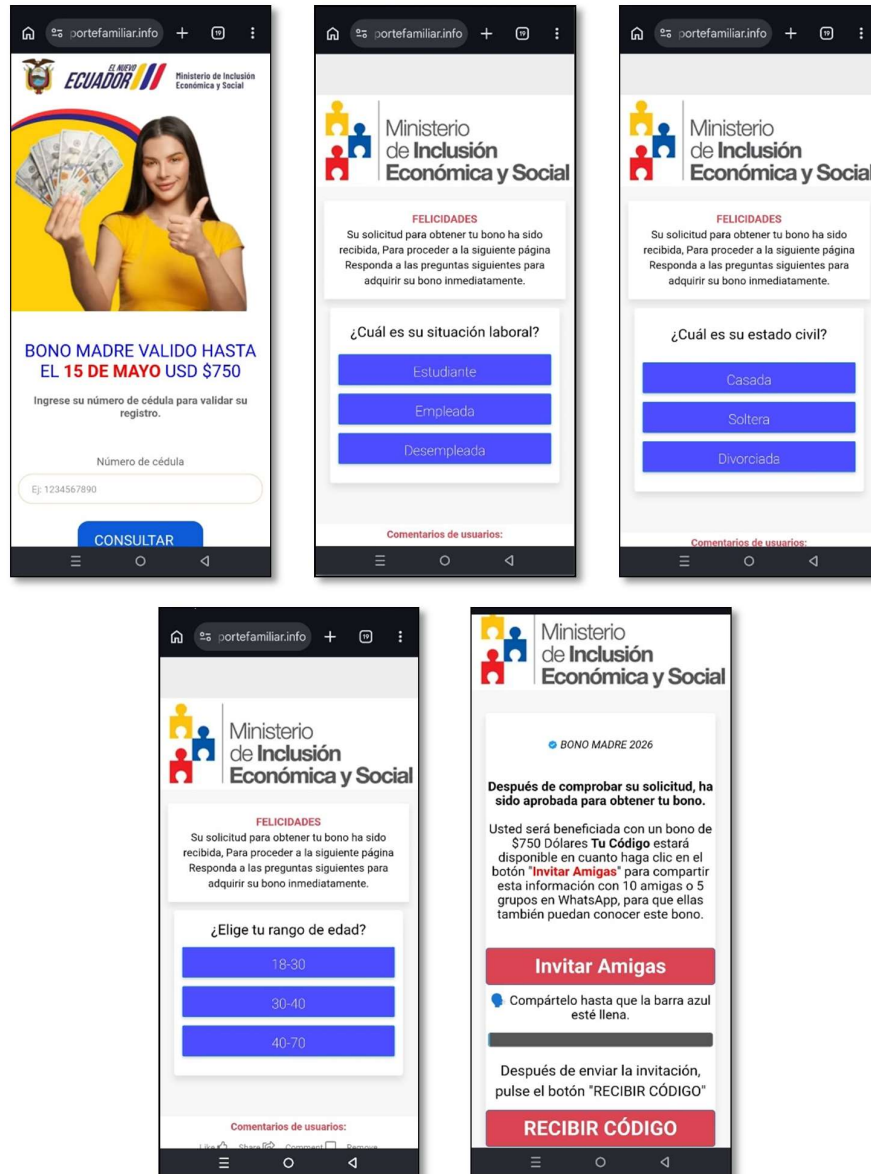 portefamiliar.info
19
EL NUEVO
ECUADOR
Ministerio de Inclusión
Económica y Social
BONO MADRE VALIDO HASTA
EL 15 DE MAYO USD $750
Ingrese su número de cédula para validar su
registro.
Número de cédula
Ej: 1234567890
CONSULTAR
portefamiliar.info
19
Ministerio
de Inclusión
Económica y Social
FELICIDADES
Su solicitud para obtener tu bono ha sido
recibida, Para proceder a la siguiente página
Responda a las preguntas siguientes para
adquirir su bono inmediatamente.
¿Cuál es su situación laboral?
Estudiante
Empleada
Desempleada
Comentarios de usuarios:
portefamiliar.info
19
Ministerio
de Inclusión
Económica y Social
FELICIDADES
Su solicitud para obtener tu bono ha sido
recibida, Para proceder a la siguiente página
Responda a las preguntas siguientes para
adquirir su bono inmediatamente.
¿Cuál es su estado civil?
Casada
Soltera
Divorciada
Comentarios de usuarios:
portefamiliar.info
19
Ministerio
de Inclusión
Económica y Social
FELICIDADES
Su solicitud para obtener tu bono ha sido
recibida, Para proceder a la siguiente página
Responda a las preguntas siguientes para
adquirir su bono inmediatamente.
¿Elige tu rango de edad?
18-30
30-40
40-70
Comentarios de usuarios:
Like Share Comment Remove
Ministerio
de Inclusión
Económica y Social
BONO MADRE 2026
Después de comprobar su solicitud, ha
sido aprobada para obtener tu bono.
Usted será beneficiada con un bono de
$750 Dólares Tu Código estará
disponible en cuanto haga clic en el
botón "Invitar Amigas" para compartir
esta información con 10 amigas o 5
grupos en WhatsApp, para que ellas
también puedan conocer este bono.
Invitar Amigas
Compártelo hasta que la barra azul
esté llena.
Después de enviar la invitación,
pulse el botón "RECIBIR CÓDIGO"
RECIBIR CÓDIGO